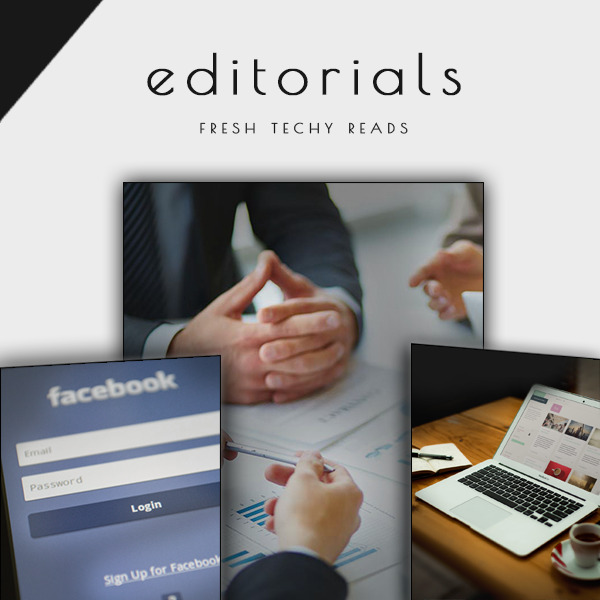 editorials
FRESH TECHY READS
facebook
Email
Password
Login
Sign Up for Facebook